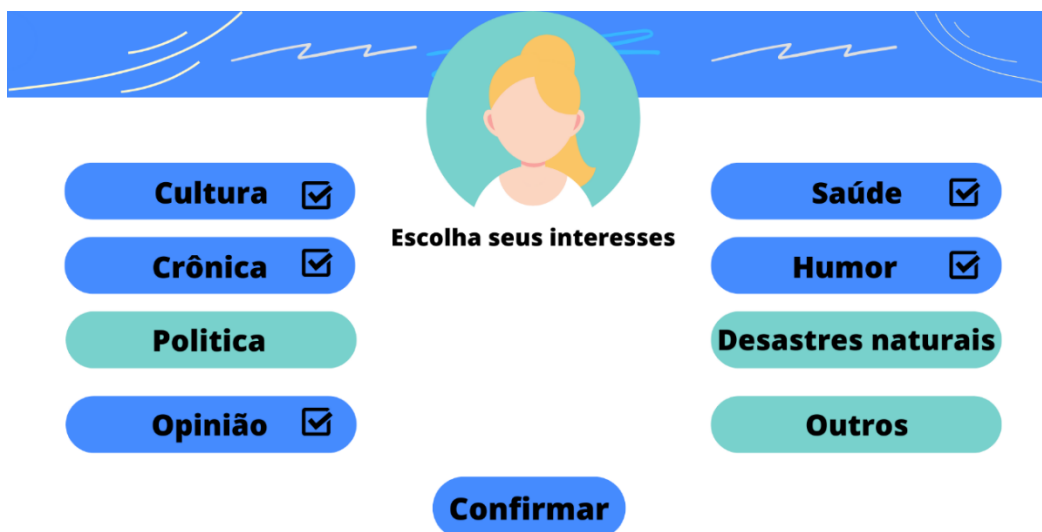 Escolha seus interesses
Cultura
Crônica
Politica
Opinião
Saúde
Humor
Desastres naturais
Outros
Confirmar